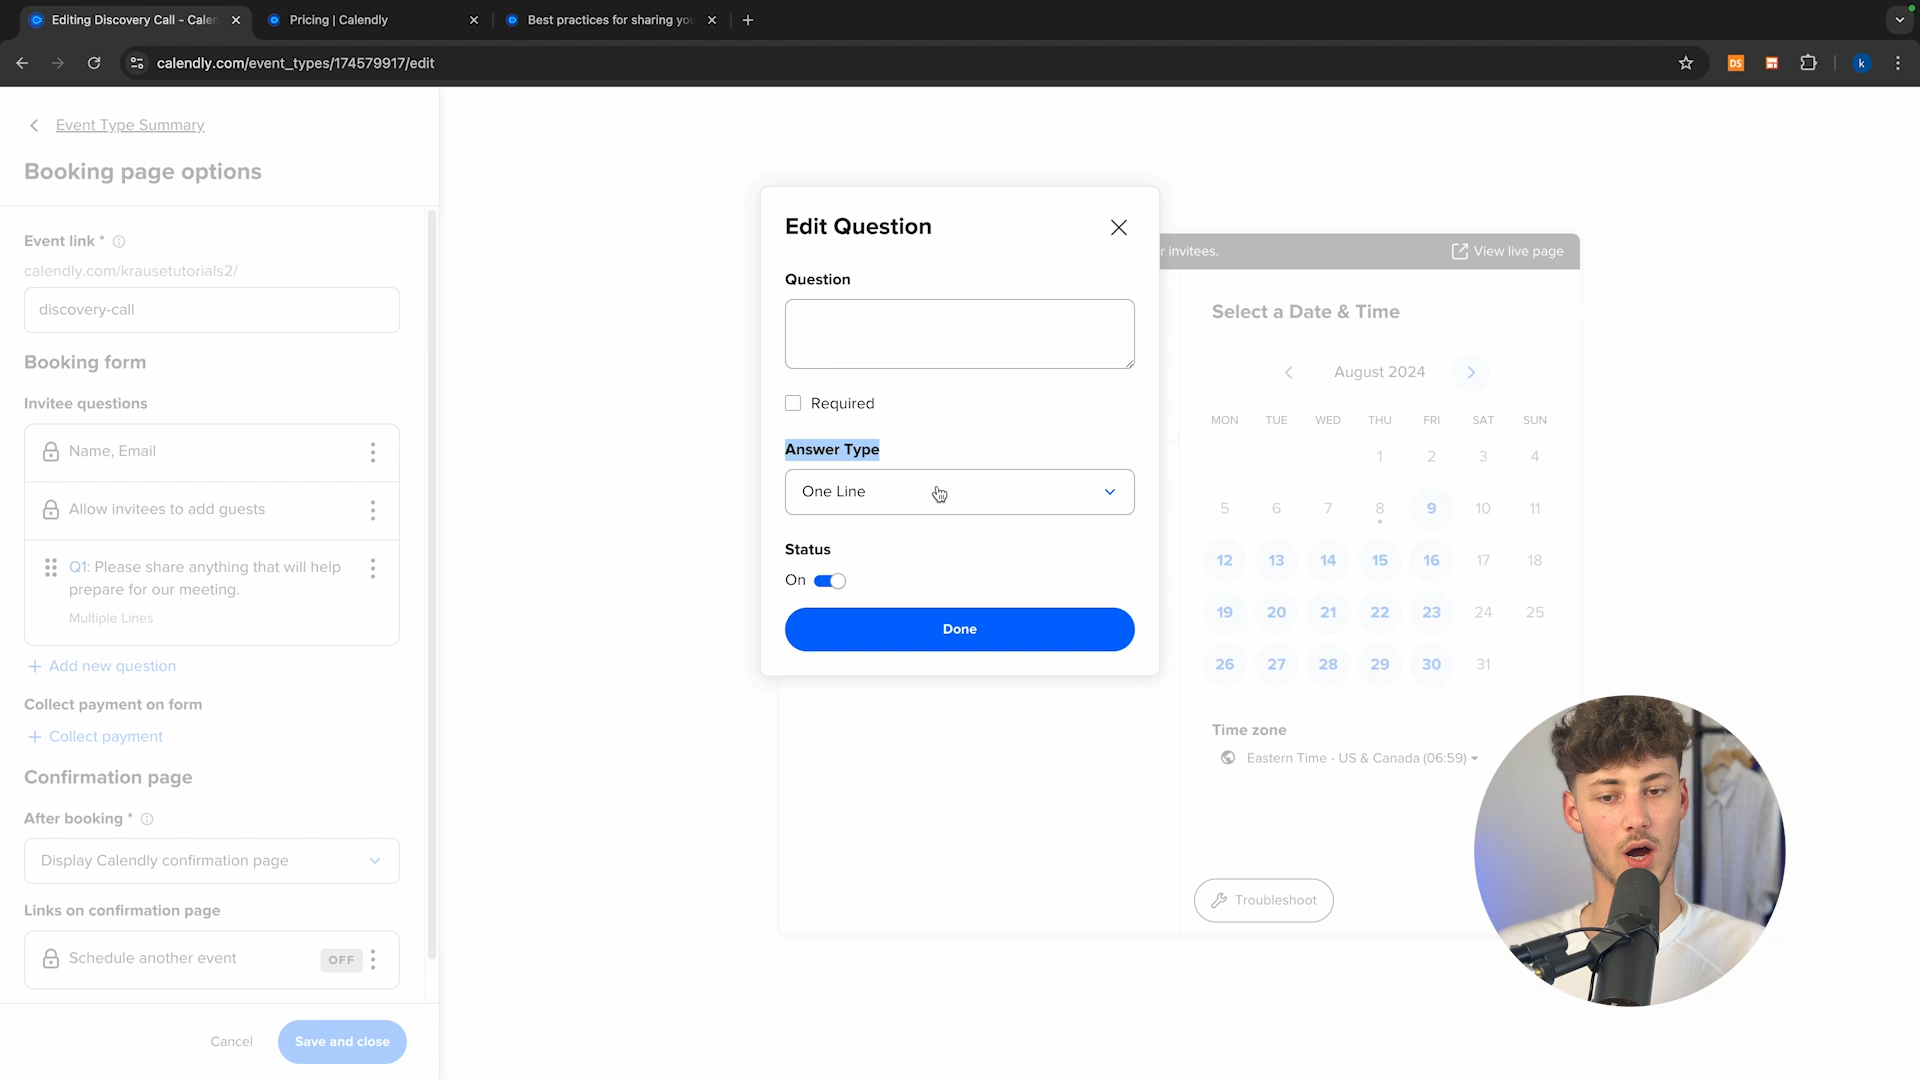 Editing Discovery Call - Calen
Pricing | Calendly
Best practices for sharing you
calendly.com/event_types/174579917/edit
DS
k
Event Type Summary
Booking page options
Event link *
calendly.com/krausetutorials2/
discovery-call
Booking form
Invitee questions
Name, Email
Allow invitees to add guests
Q1: Please share anything that will help
prepare for our meeting.
Multiple Lines
+ Add new question
Collect payment on form
+ Collect payment
Confirmation page
After booking *
Display Calendly confirmation page
Links on confirmation page
Schedule another event
OFF
Cancel
Save and close
Edit Question
Question
Required
Answer Type
One Line
Status
On
Done
r invitees.
View live page
Select a Date & Time
August 2024
MON TUE WED THU FRI SAT SUN
1 2 3 4
5 6 7 8 9 10 11
12 13 14 15 16 17 18
19 20 21 22 23 24 25
26 27 28 29 30 31
Time zone
Eastern Time - US & Canada (06:59)
Troubleshoot